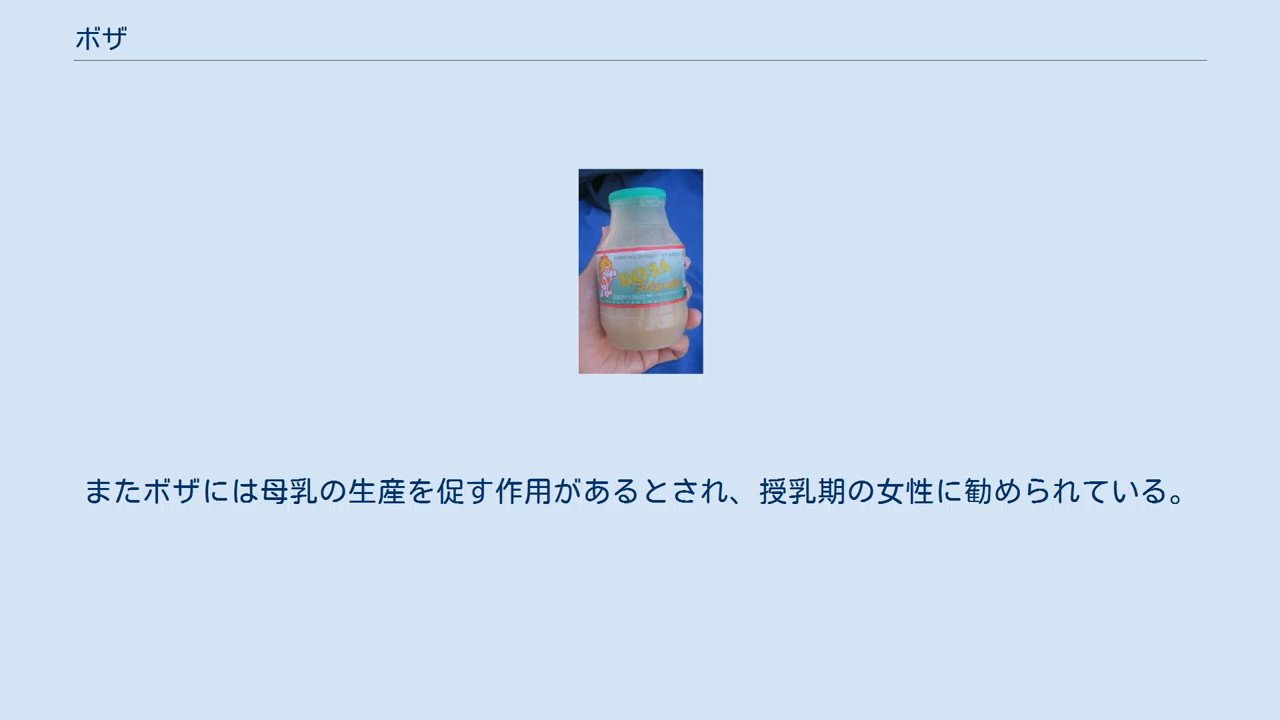 ボザ
またボザには母乳の生産を促す作用があるとされ、授乳期の女性に勧められている。